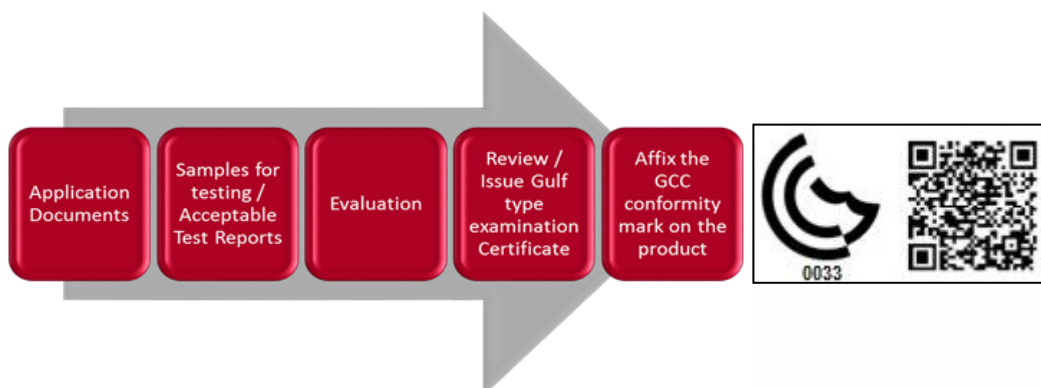 Application
Documents
Samples for
testing /
Acceptable
Test Reports
Evaluation
Review /
Issue Gulf
type
examination
Certificate
Affix the
GCC
conformity
mark on the
product
0033